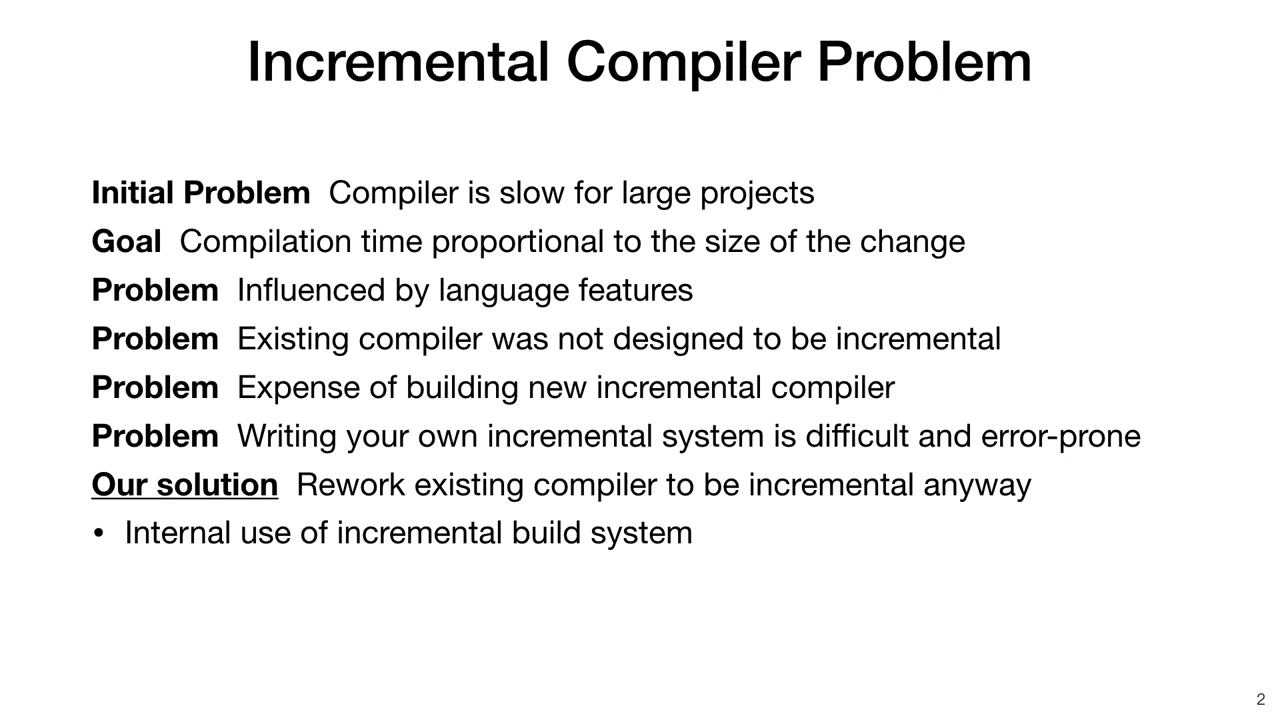 Incremental Compiler Problem
Initial Problem Compiler is slow for large projects
Goal Compilation time proportional to the size of the change
Problem Influenced by language features
Problem Existing compiler was not designed to be incremental
Problem Expense of building new incremental compiler
Problem Writing your own incremental system is difficult and error-prone
Our solution Rework existing compiler to be incremental anyway
• Internal use of incremental build system
2